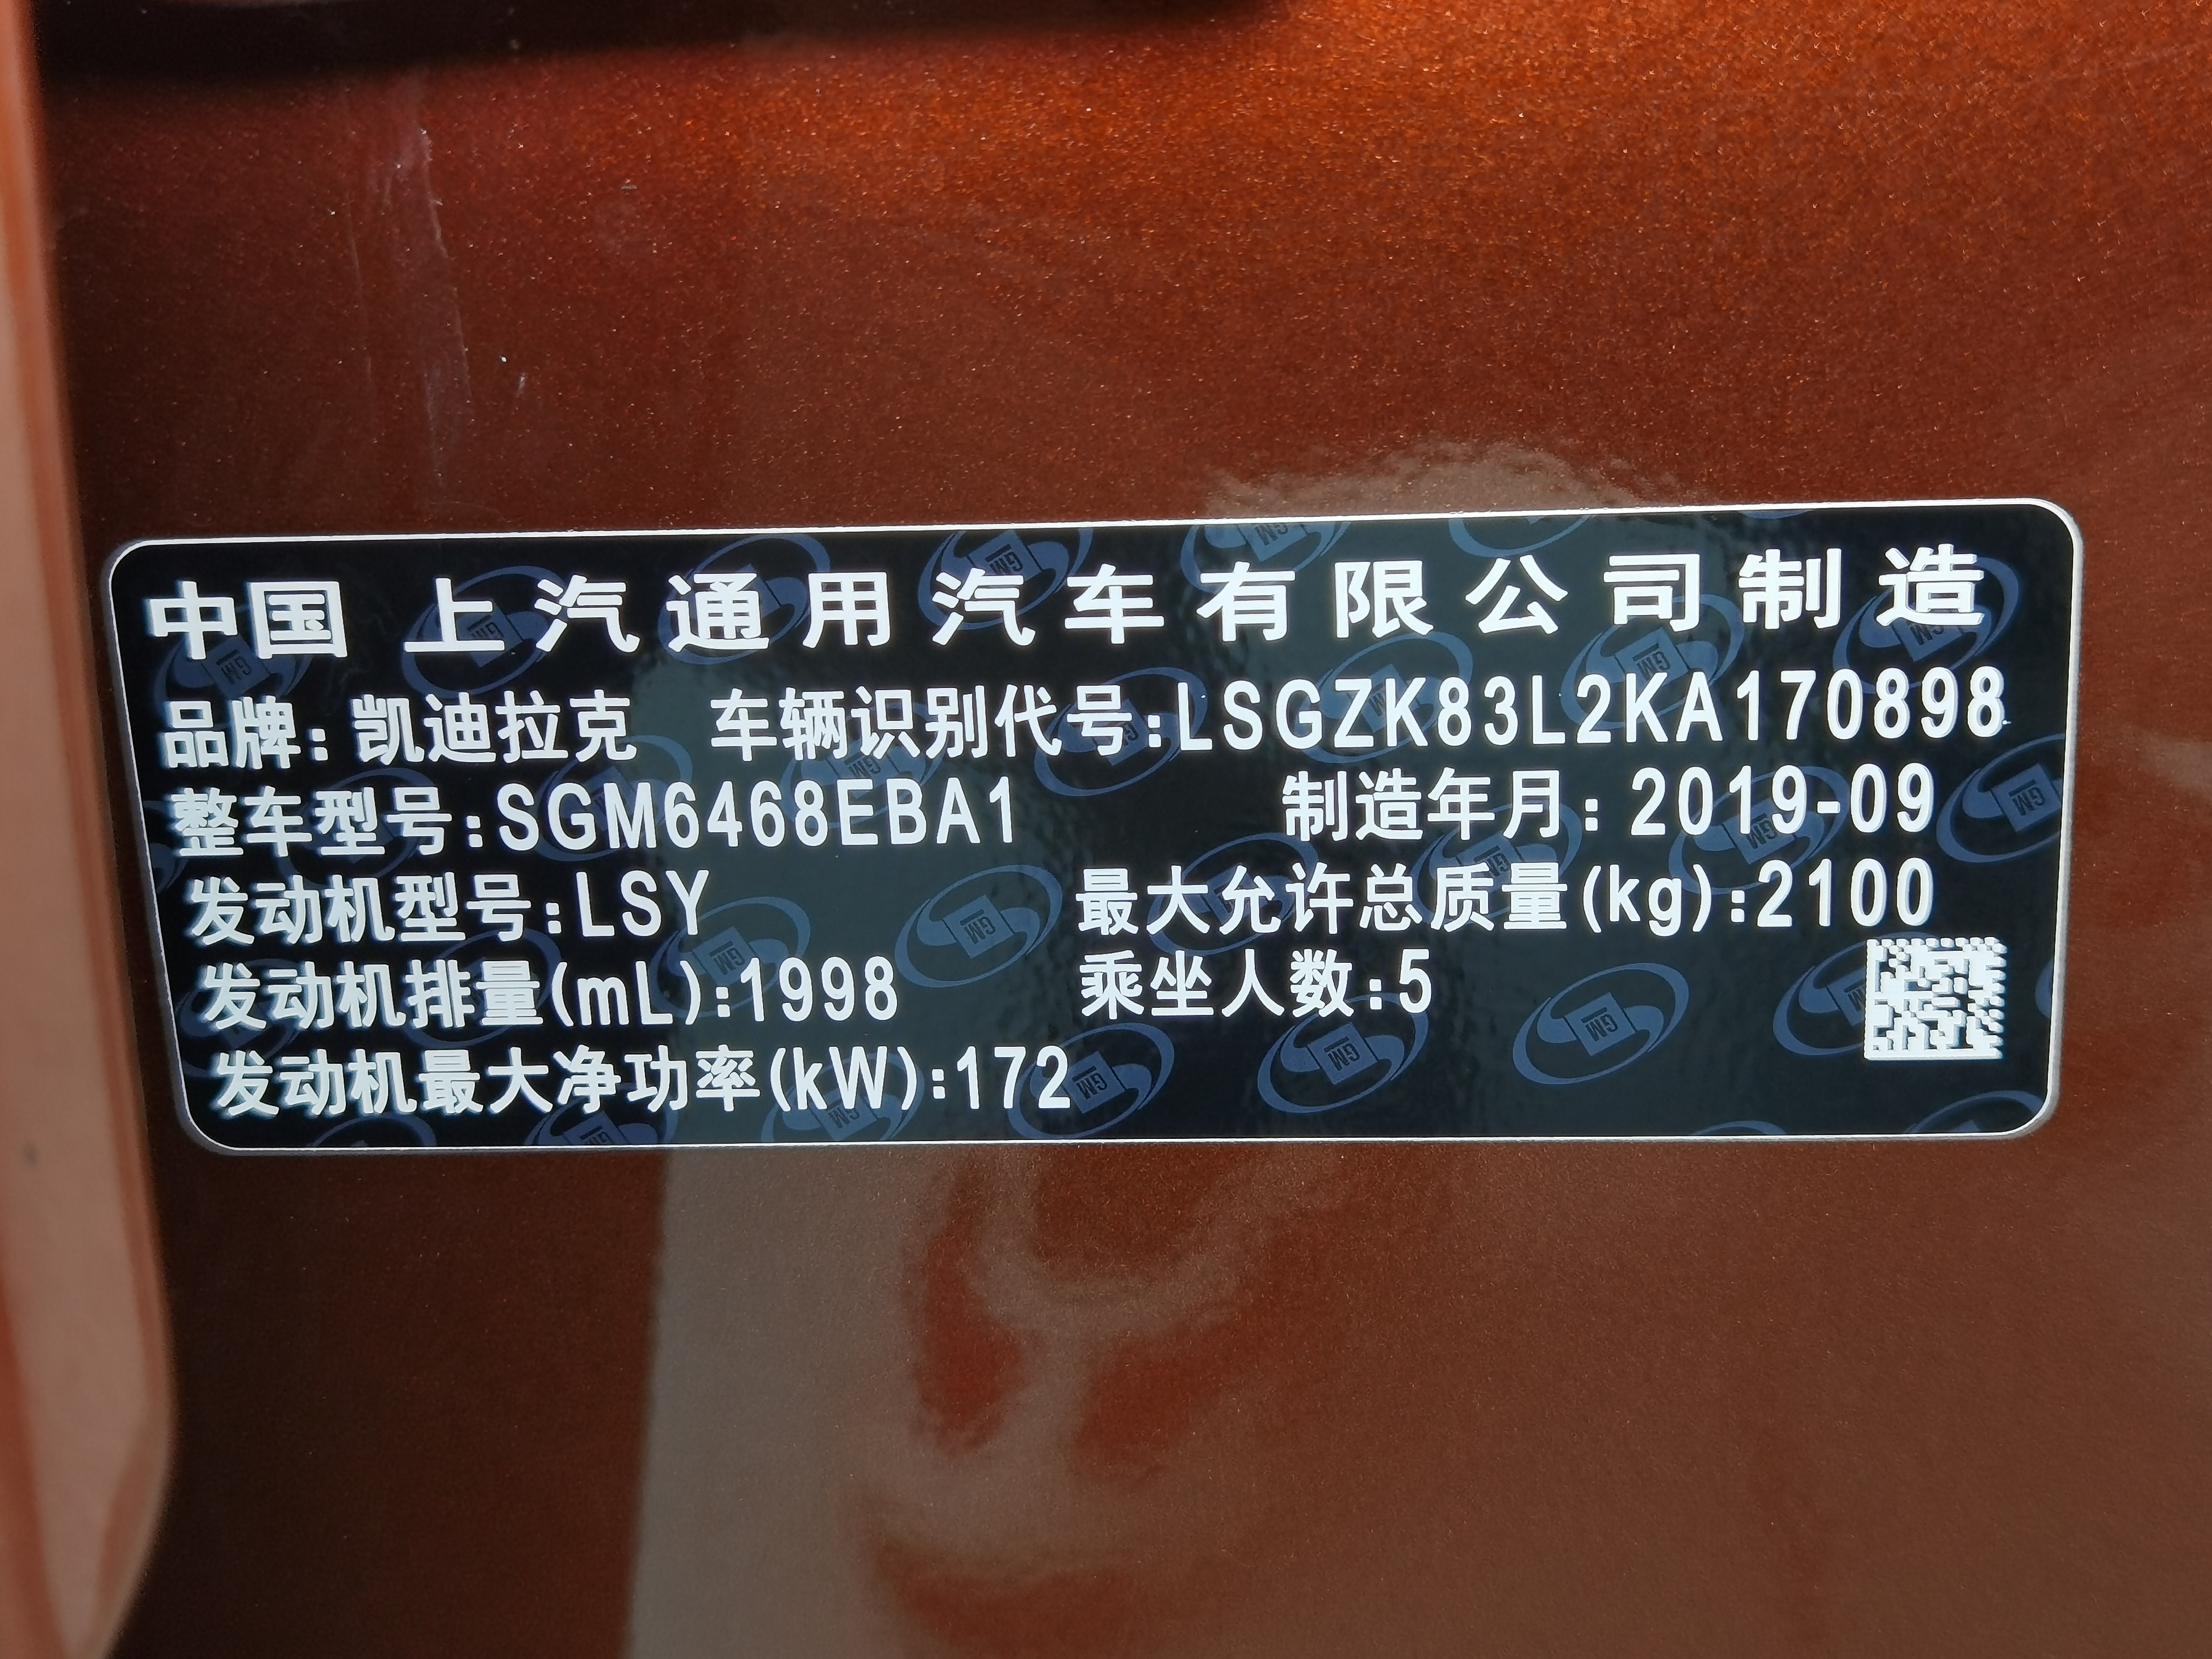 中国 上汽通用汽车有限公司制造
品牌: 凯迪拉克 车辆识别代号:LSGZK83L2KA170898
整车型号:SGM6468EBA1 制造年月: 2019-09
发动机型号:LSY 最大允许总质量(kg):2100
发动机排量(mL):1998 乘坐人数:5
发动机最大净功率(kW):172